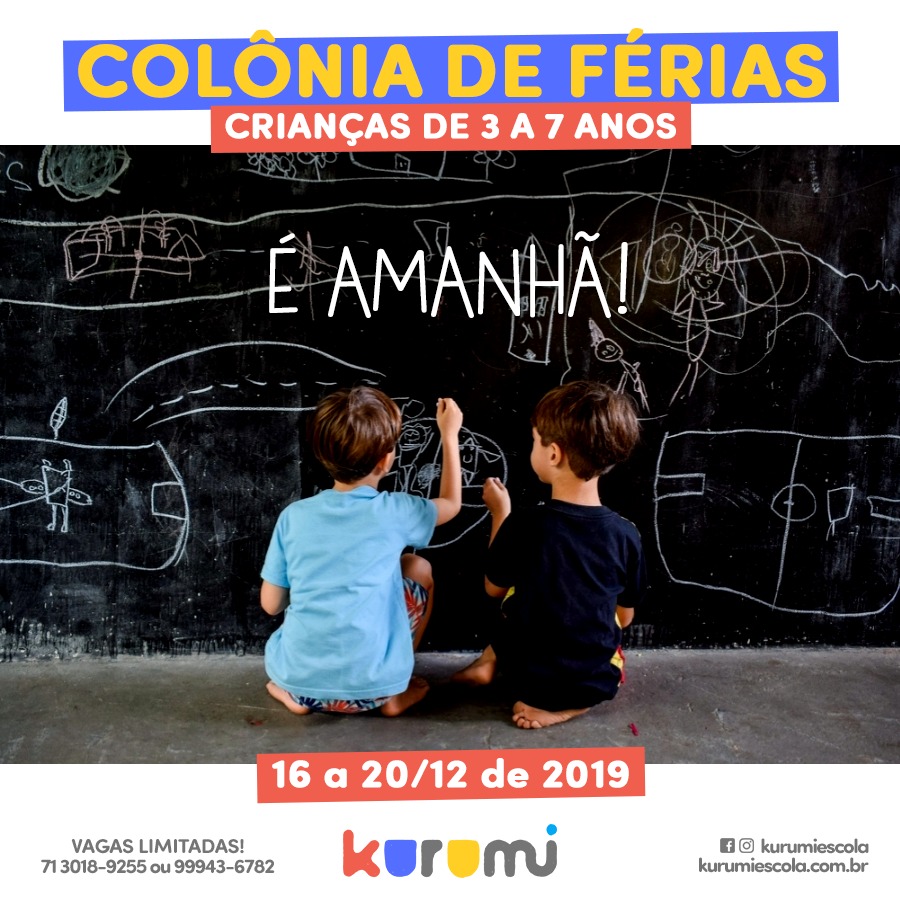 COLÔNIA DE FÉRIAS
CRIANÇAS DE 3 A 7 ANOS
É AMANHÃ!
16 a 20/12 de 2019
VAGAS LIMITADAS!
71 3018-9255 ou 99943-6782
kurumi
kurumiescola
kurumiescola.com.br